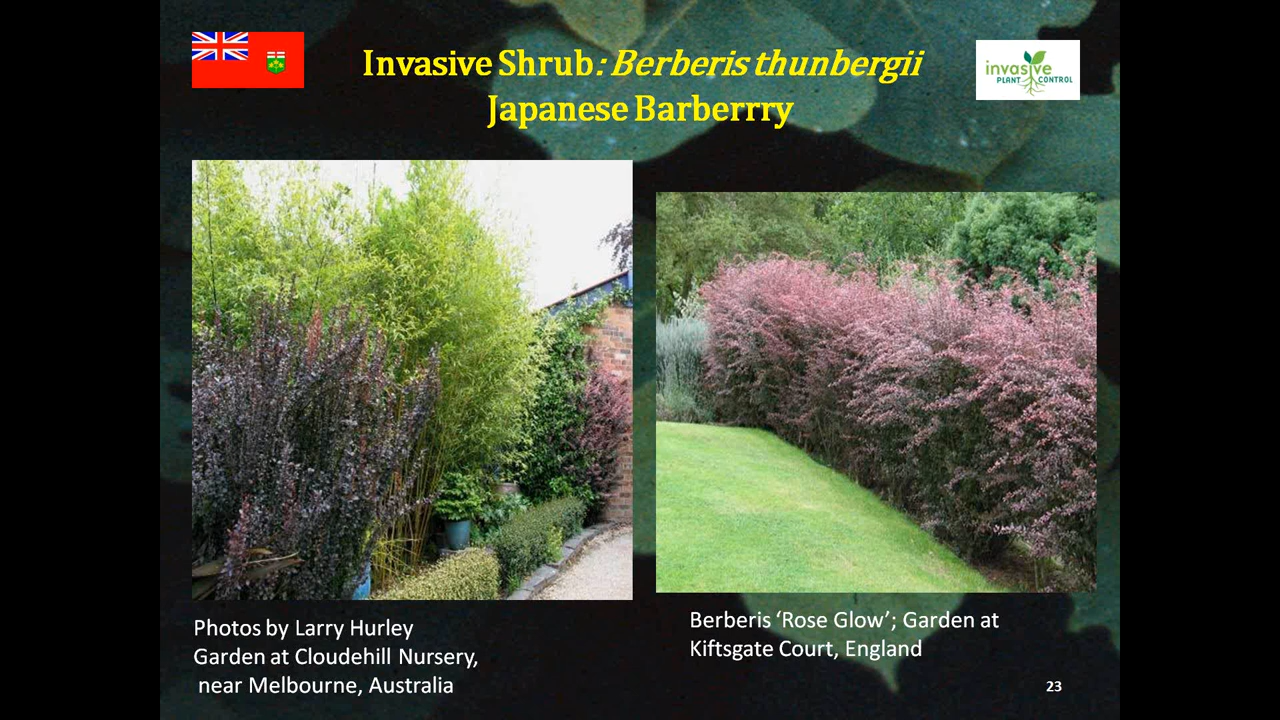 Invasive Shrub: Berberis thunbergii
Japanese Barberrry
invasive
PLANT CONTROL
Photos by Larry Hurley
Garden at Cloudehill Nursery,
near Melbourne, Australia
Berberis ‘Rose Glow’; Garden at
Kiftsgate Court, England
23